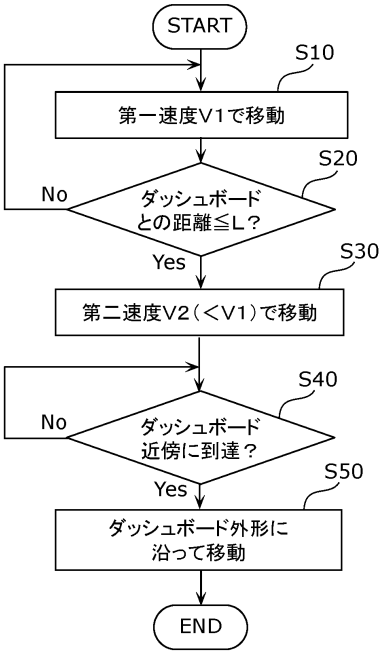 START
S10
第一速度V1で移動
S20
ダッシュボード
との距離≦L?
No
Yes
S30
第二速度V2(<V1)で移動
S40
ダッシュボード
近傍に到達?
No
Yes
S50
ダッシュボード外形に
沿って移動
END